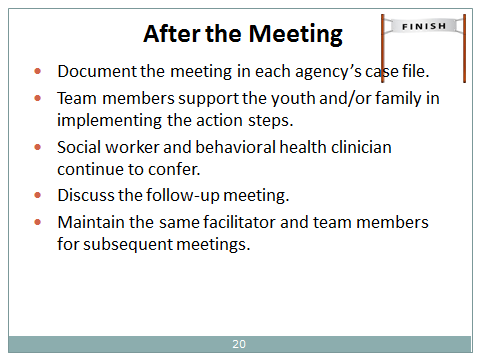 After the Meeting
FINISH
• Document the meeting in each agency’s case file.
• Team members support the youth and/or family in
implementing the action steps.
• Social worker and behavioral health clinician
continue to confer.
• Discuss the follow-up meeting.
• Maintain the same facilitator and team members
for subsequent meetings.
20